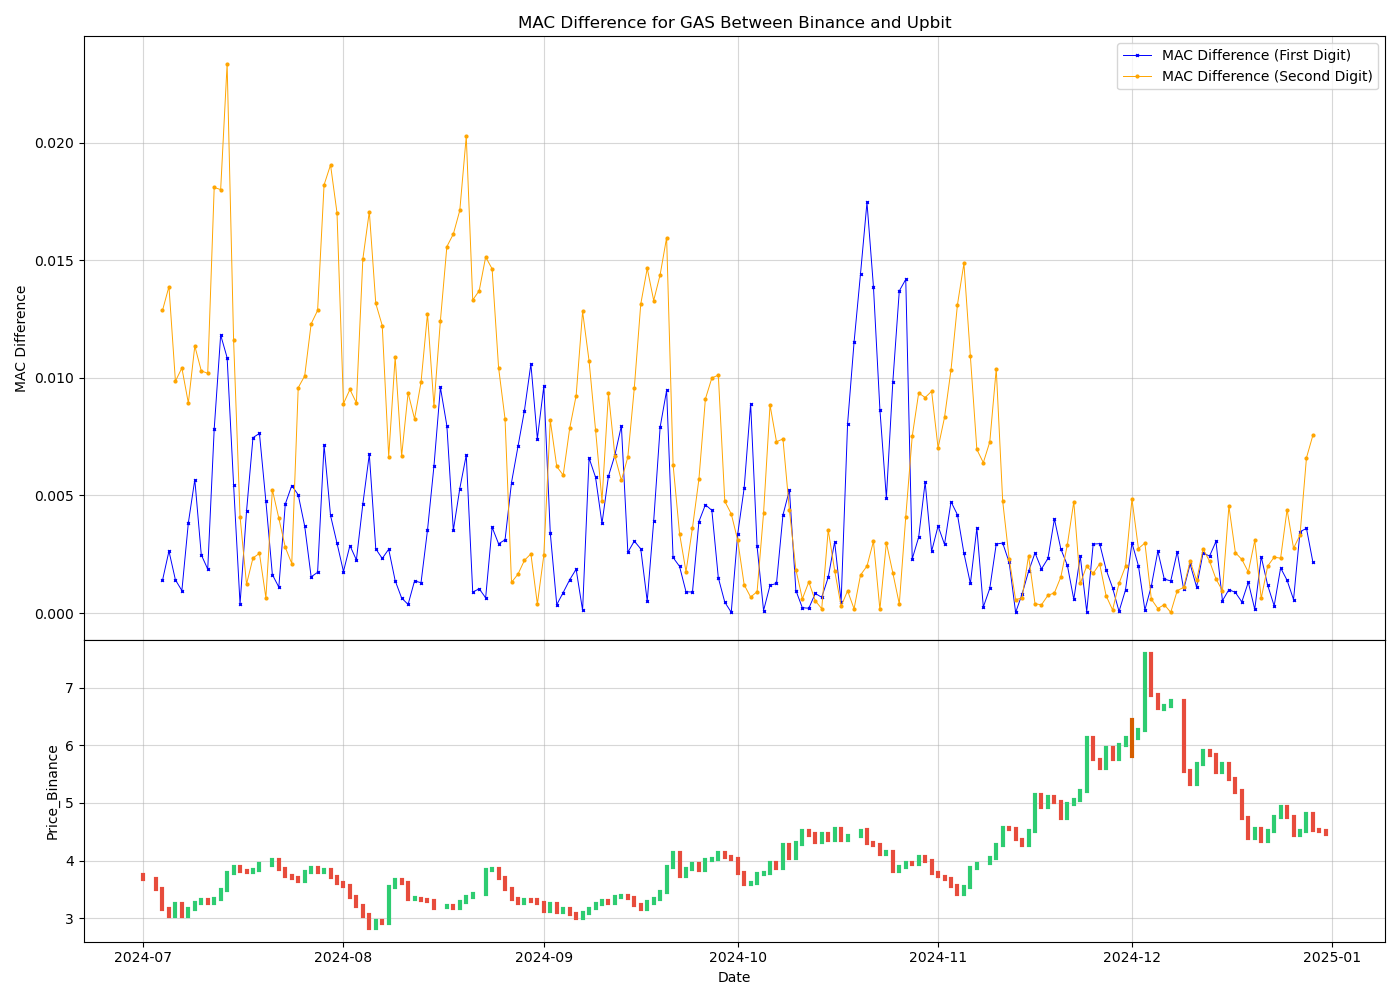 MAC Difference for GAS Between Binance and Upbit
MAC Difference (First Digit)
MAC Difference (Second Digit)
0.020
0.015
0.010
0.005
0.000
MAC Difference
7
6
5
4
3
Price_Binance
2024-07
2024-08
2024-09
2024-10
2024-11
2024-12
2025-01
Date